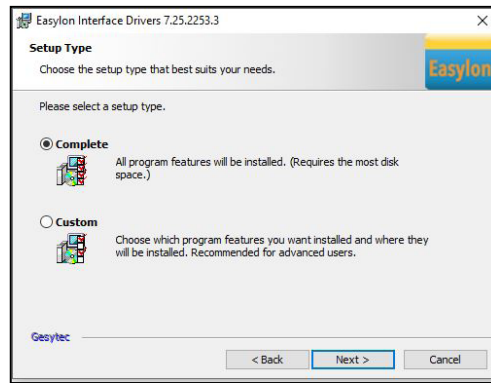 Easylon Interface Drivers 7.25.2253.3
Setup Type
Choose the setup type that best suits your needs.
Easylon
Please select a setup type.
Complete
All program features will be installed. (Requires the most disk
space.)
Custom
Choose which program features you want installed and where they
will be installed. Recommended for advanced users.
Gesytec
< Back
Next >
Cancel